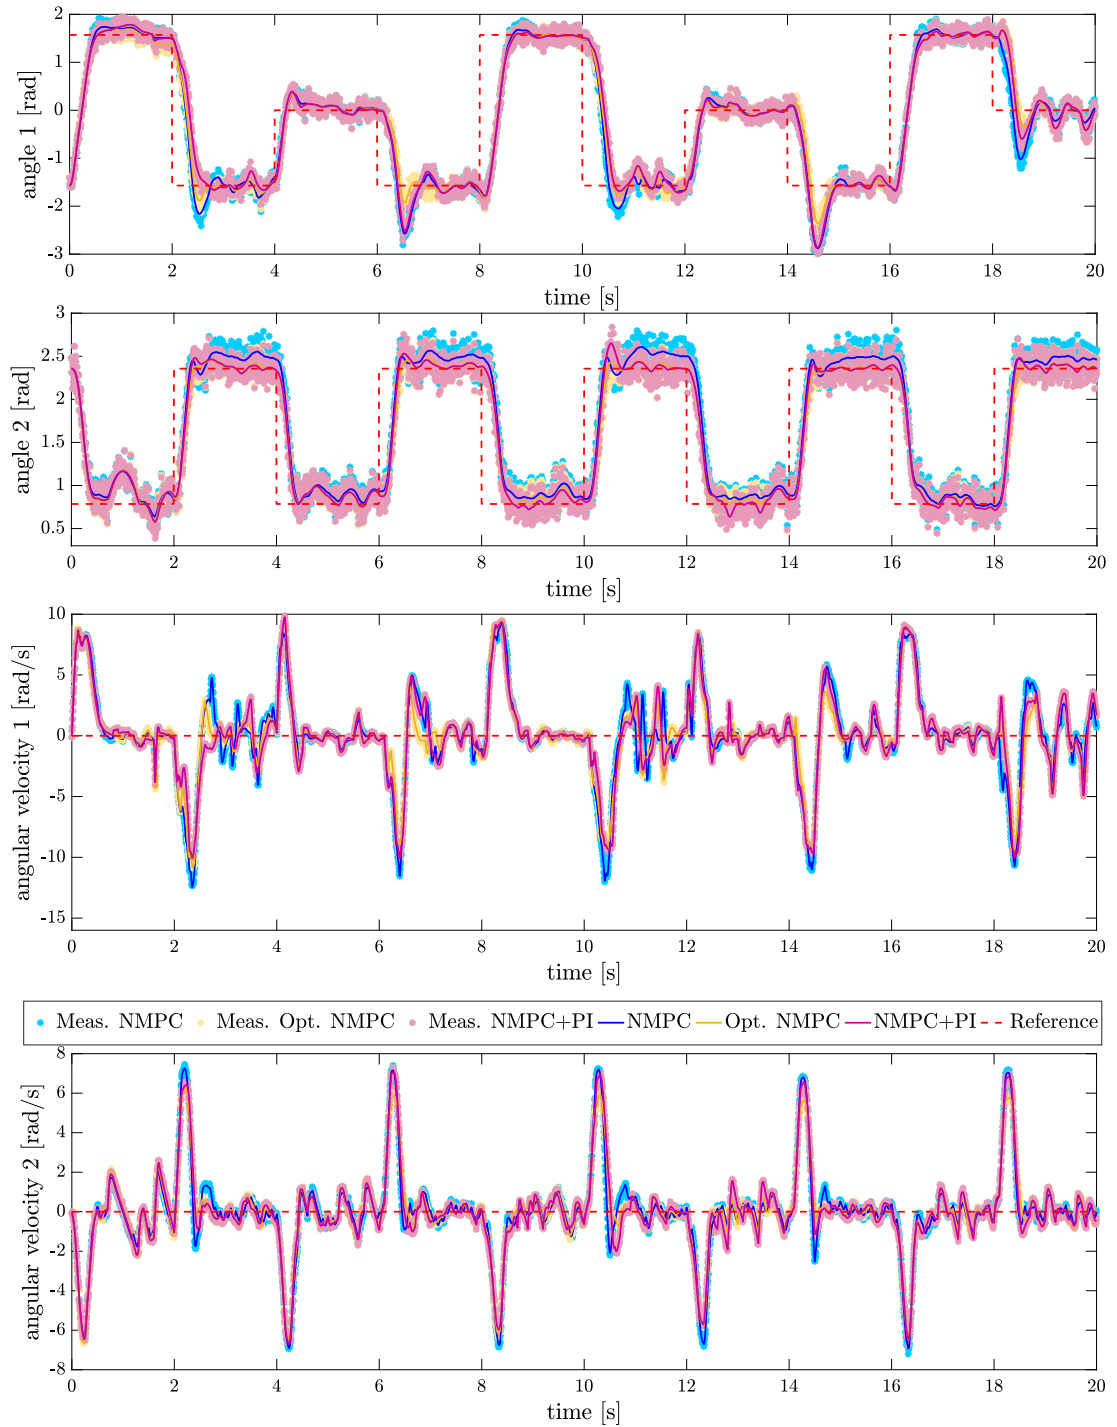 2
1
0
-1
-2
-3
angle 1 [rad]
0 2 4 6 8 10 12 14 16 18 20
time [s]
3
2.5
2
1.5
1
0.5
angle 2 [rad]
0 2 4 6 8 10 12 14 16 18 20
time [s]
10
5
0
-5
-10
-15
angular velocity 1 [rad/s]
0 2 4 6 8 10 12 14 16 18 20
time [s]
Meas. NMPC Meas. Opt. NMPC Meas. NMPC+PI NMPC Opt. NMPC NMPC+PI Reference
8
6
4
2
0
-2
-4
-6
-8
angular velocity 2 [rad/s]
0 2 4 6 8 10 12 14 16 18 20
time [s]